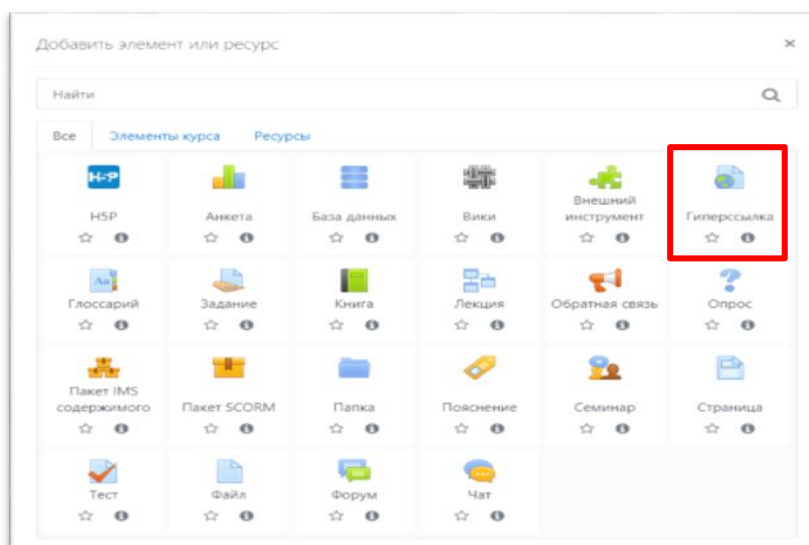 Добавить элемент или ресурс ×
Найти
Все Элементы курса Ресурсы
H5P
H5P Анкета База данных Вики Внешний инструмент Гиперссылка
Aa
Глоссарий Задание Книга Лекция Обратная связь Опрос
Пакет IMS содержимого Пакет SCORM Папка Пояснение Семинар Страница
Тест Файл Форум Чат